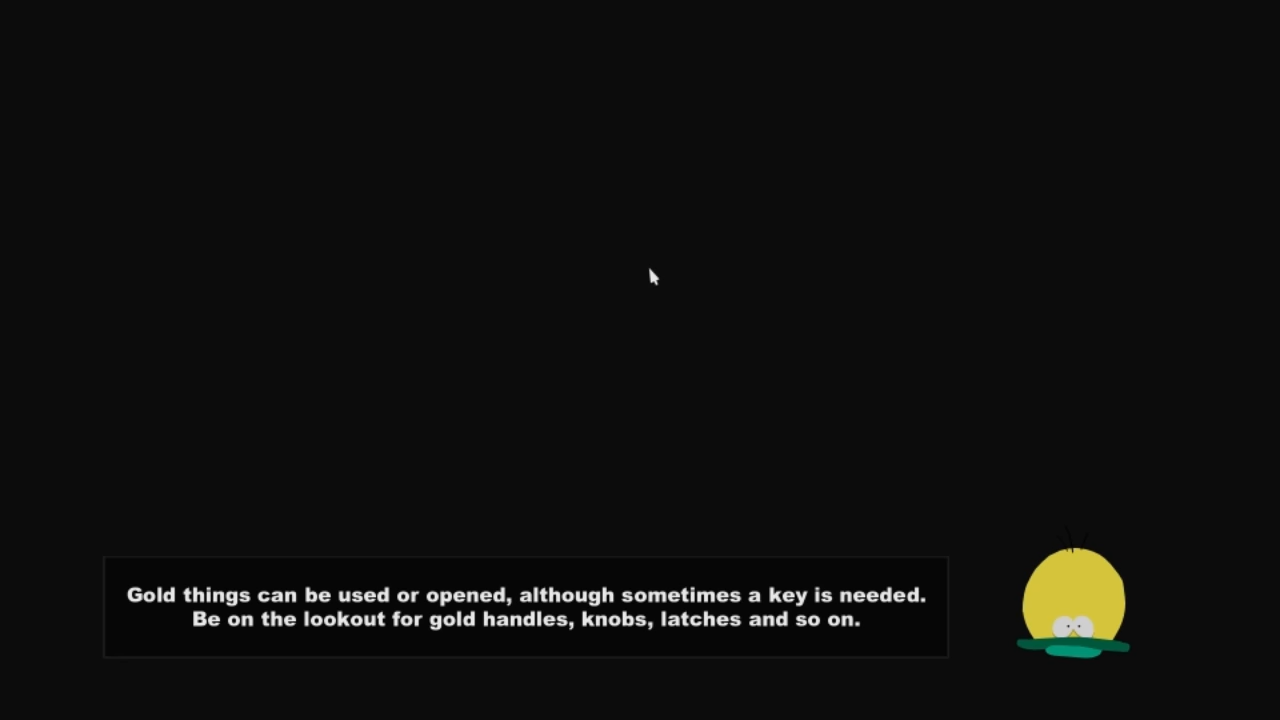 Gold things can be used or opened, although sometimes a key is needed.
Be on the lookout for gold handles, knobs, latches and so on.